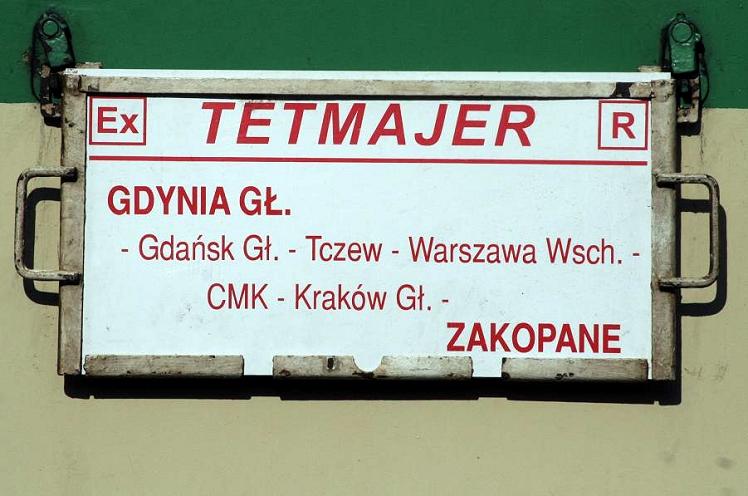 Ex TETMAJER R
GDYNIA GŁ.
- Gdańsk Gł. - Tczew - Warszawa Wsch. -
CMK - Kraków Gł. -
ZAKOPANE